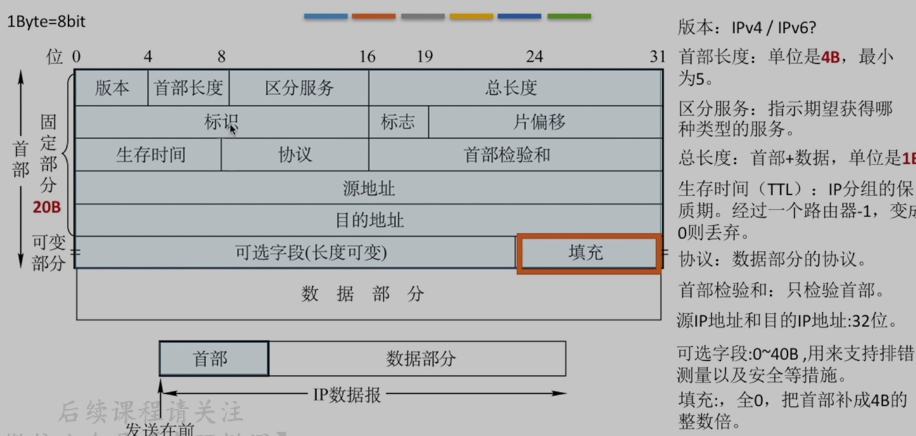 1Byte=8bit
位 0 4 8 16 19 24 31
版本 首部长度 区分服务 总长度
标识 标志 片偏移
生存时间 协议 首部检验和
源地址
目的地址
可选字段(长度可变) 填充
数 据 部 分
首部
固定部分
20B
可变
部分
首部 数据部分
IP数据报
发送在前
后续课程请关注
版本：IPv4 / IPv6?
首部长度：单位是4B，最小
为5。
区分服务：指示期望获得哪
种类型的服务。
总长度：首部+数据，单位是1B
生存时间（TTL）：IP分组的保
质期。经过一个路由器-1，变成
0则丢弃。
协议：数据部分的协议。
首部检验和：只检验首部。
源IP地址和目的IP地址:32位。
可选字段:0~40B ,用来支持排错
测量以及安全等措施。
填充:，全0，把首部补成4B的
整数倍。